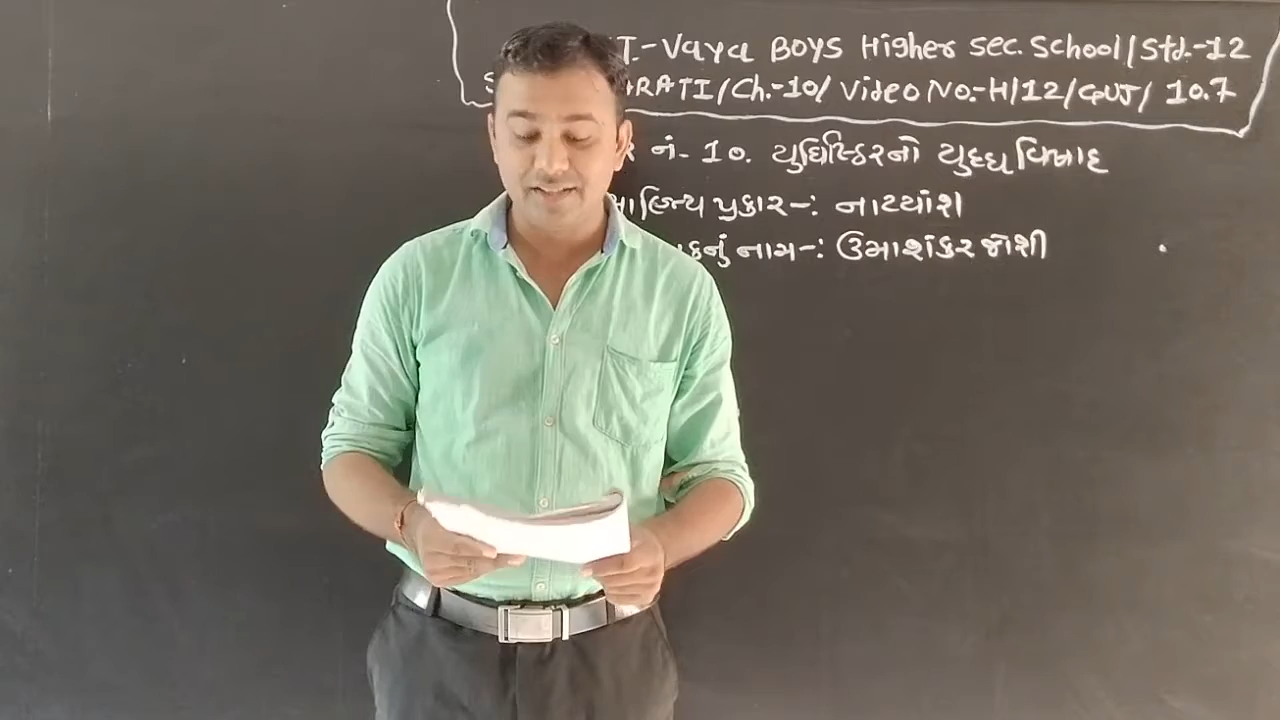 T.-Vaya BOYS Higher sec. School/Std.-12
ARATI/Ch.-10/ Video No.-H/12/GUJ/ 10.7
નં.- 10. યુધિષ્ઠિરનો યુદ્ધવિષાદ
પ્રકાર-: નાટ્યાંશ
નામ-: ઉમાશંકર જોશી